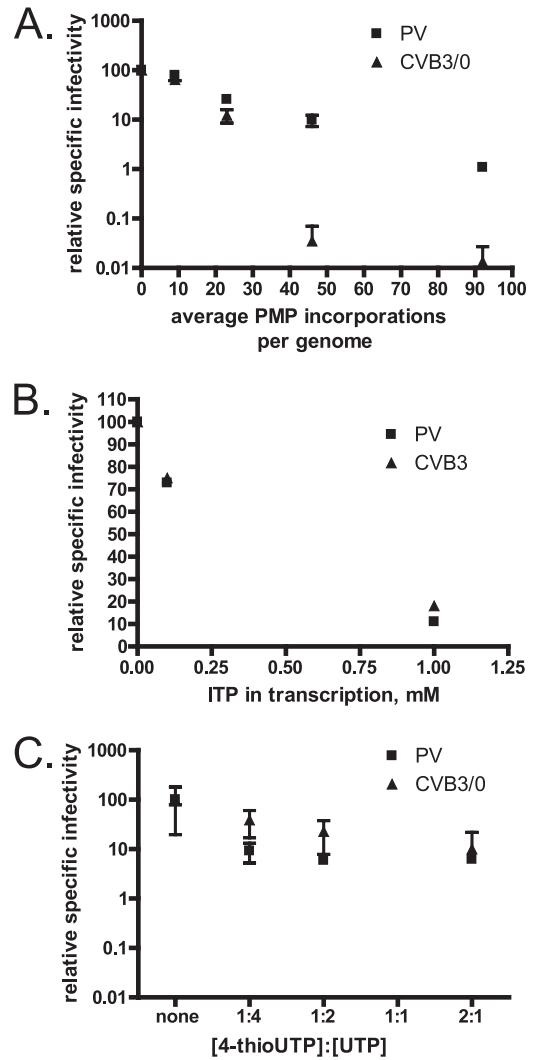 A.
relative specific infectivity
1000
100
10
1
0.1
0.01
PV
CVB3/0
0 10 20 30 40 50 60 70 80 90 100
average PMP incorporations
per genome
B.
relative specific infectivity
110
100
90
80
70
60
50
40
30
20
10
0
PV
CVB3
0.00 0.25 0.50 0.75 1.00 1.25
ITP in transcription, mM
C.
relative specific infectivity
1000
100
10
1
0.1
0.01
PV
CVB3/0
none 1:4 1:2 1:1 2:1
[4-thioUTP]:[UTP]